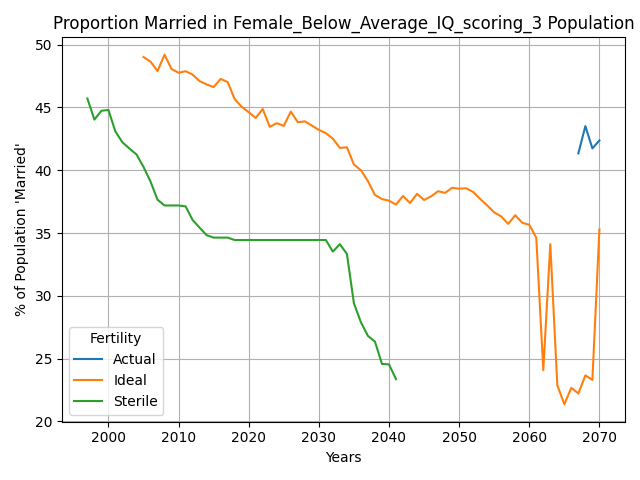 Proportion Married in Female_Below_Average_IQ_scoring_3 Population
% of Population 'Married'
50
45
40
35
30
25
20
Fertility
Actual
Ideal
Sterile
2000 2010 2020 2030 2040 2050 2060 2070
Years